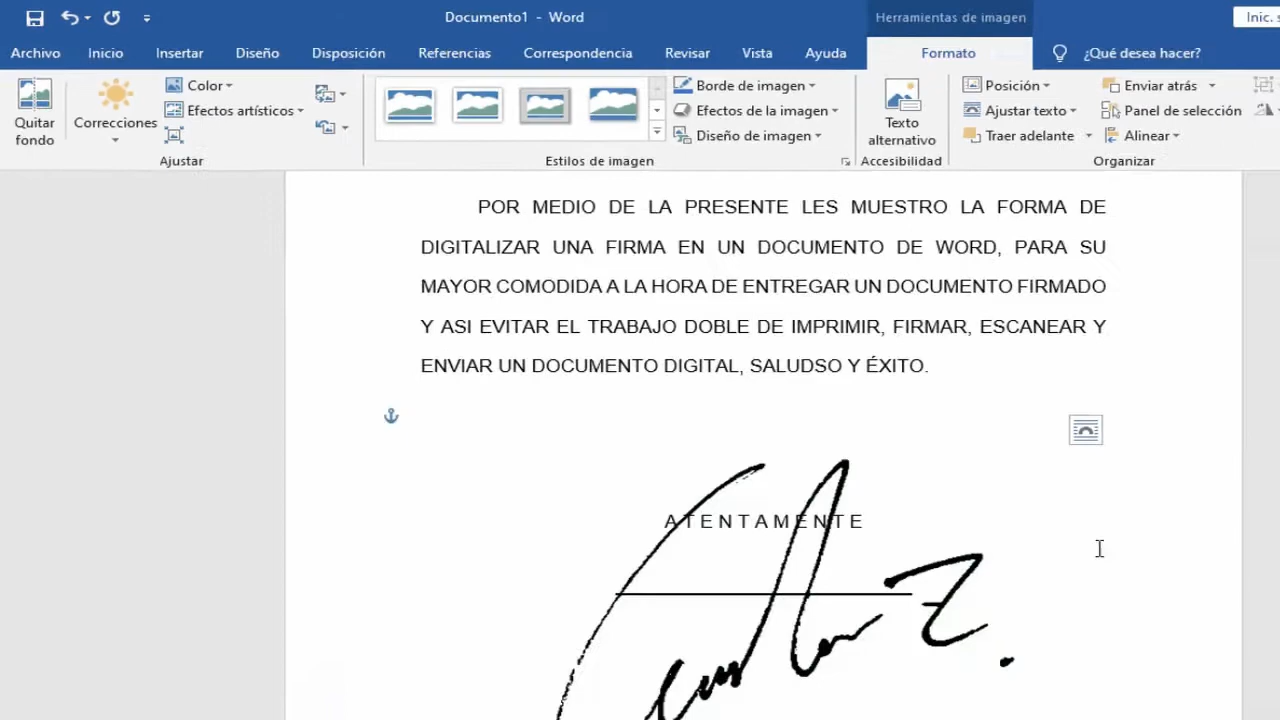 Documento1 - Word
Herramientas de imagen
Inic. s
Archivo Inicio Insertar Diseño Disposición Referencias Correspondencia Revisar Vista Ayuda Formato ¿Qué desea hacer?
Quitar fondo
Correcciones
Color
Efectos artísticos
Ajustar
Estilos de imagen
Borde de imagen
Efectos de la imagen
Diseño de imagen
Texto alternativo
Accesibilidad
Posición
Ajustar texto
Traer adelante
Enviar atrás
Panel de selección
Alinear
Organizar
POR MEDIO DE LA PRESENTE LES MUESTRO LA FORMA DE
DIGITALIZAR UNA FIRMA EN UN DOCUMENTO DE WORD, PARA SU
MAYOR COMODIDA A LA HORA DE ENTREGAR UN DOCUMENTO FIRMADO
Y ASI EVITAR EL TRABAJO DOBLE DE IMPRIMIR, FIRMAR, ESCANEAR Y
ENVIAR UN DOCUMENTO DIGITAL, SALUDSO Y ÉXITO.
A T E N T A M E N T E